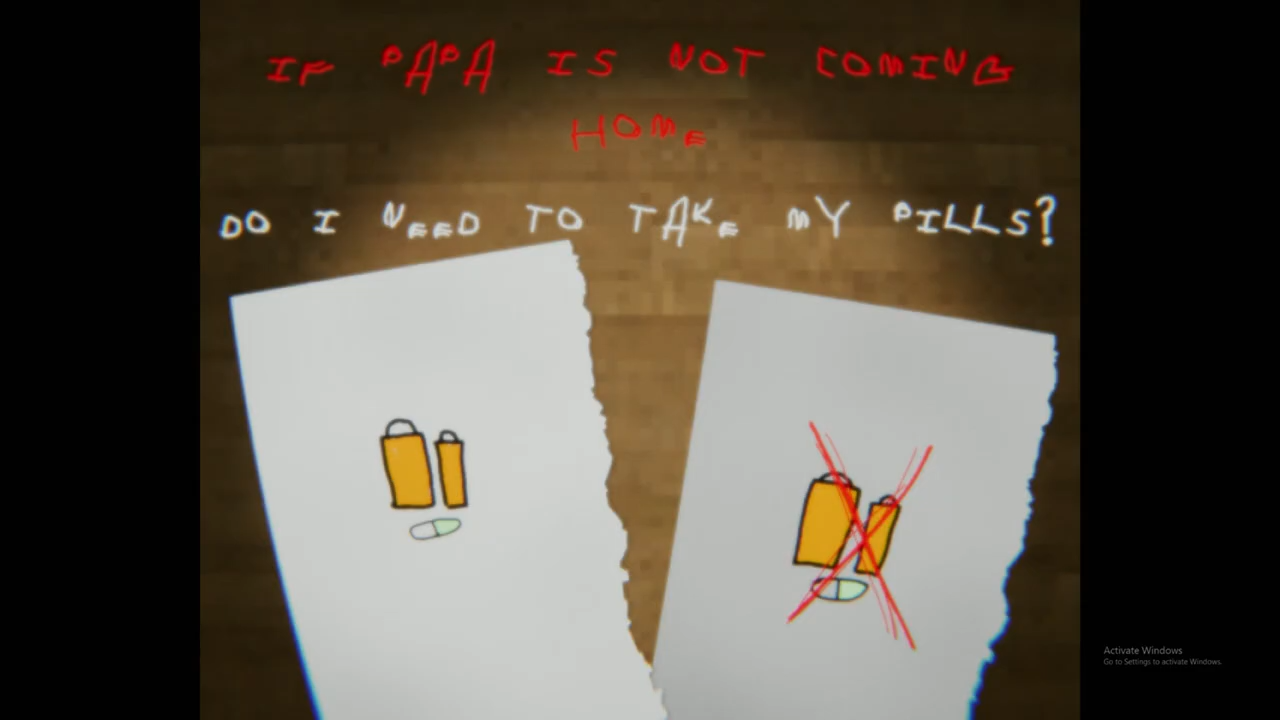 IF PAPA IS NOT COMING
HOME
DO I NEED TO TAKE MY PILLS?
Activate Windows
Go to Settings to activate Windows.